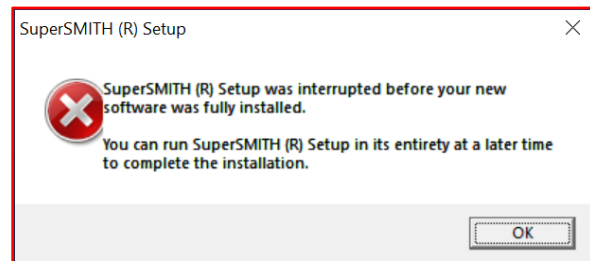 SuperSMITH (R) Setup
SuperSMITH (R) Setup was interrupted before your new
software was fully installed.
You can run SuperSMITH (R) Setup in its entirety at a later time
to complete the installation.
OK